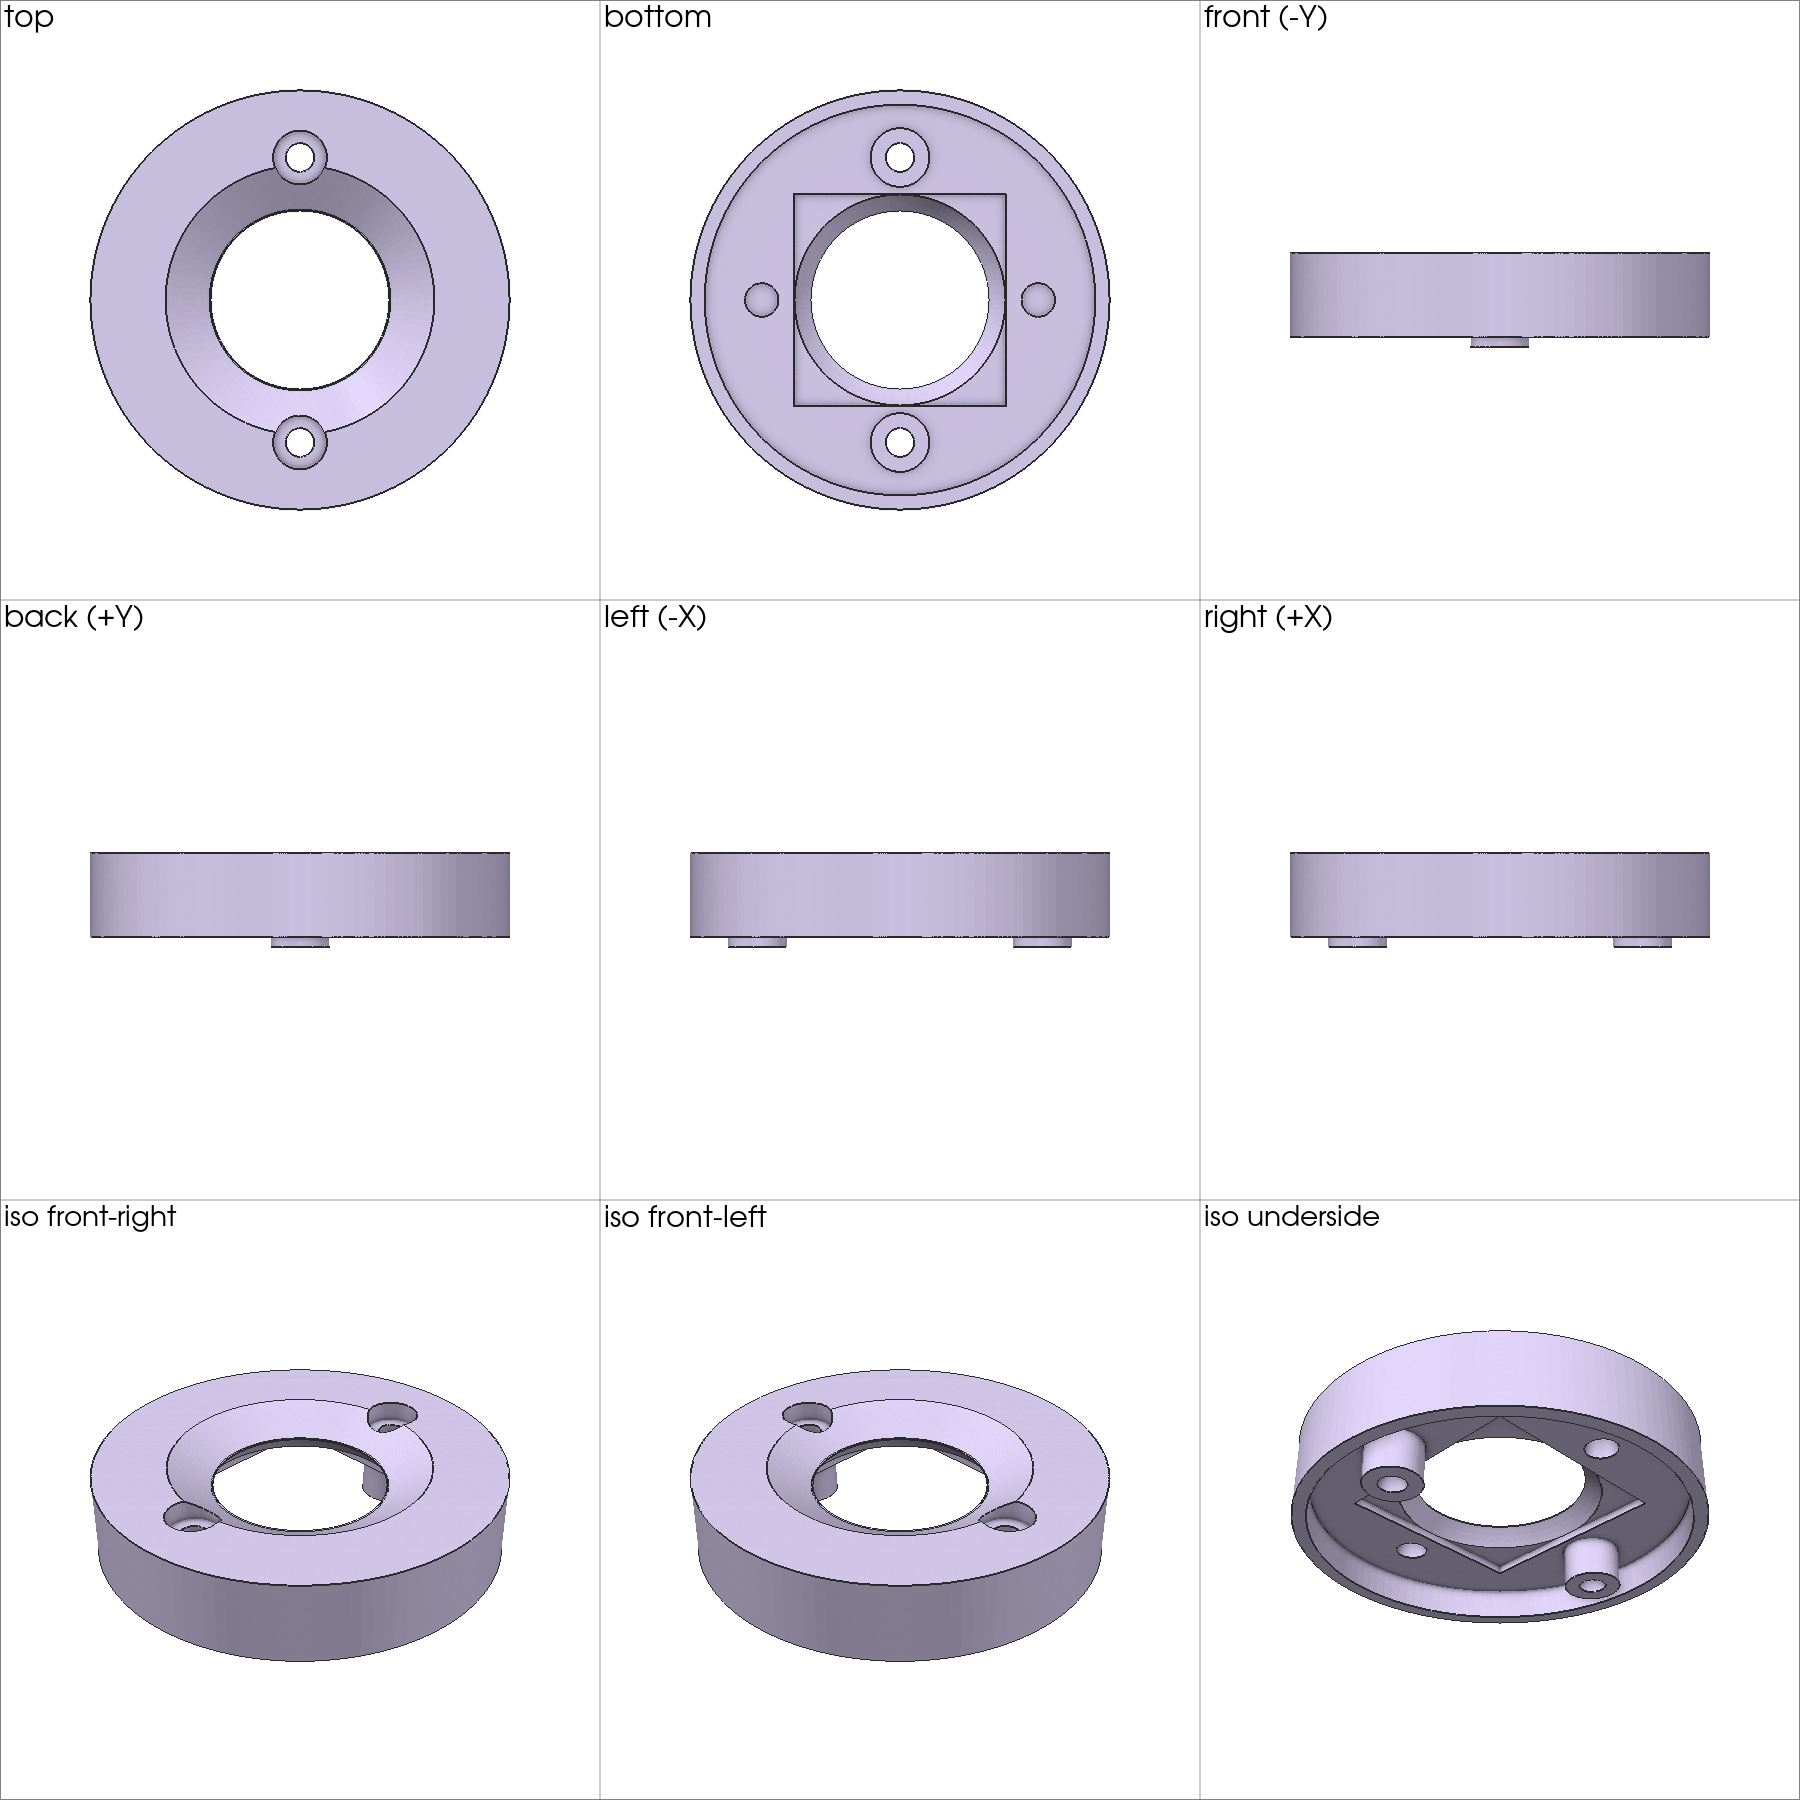 top
bottom
front (-Y)
back (+Y)
left (-X)
right (+X)
iso front-right
iso front-left
iso underside